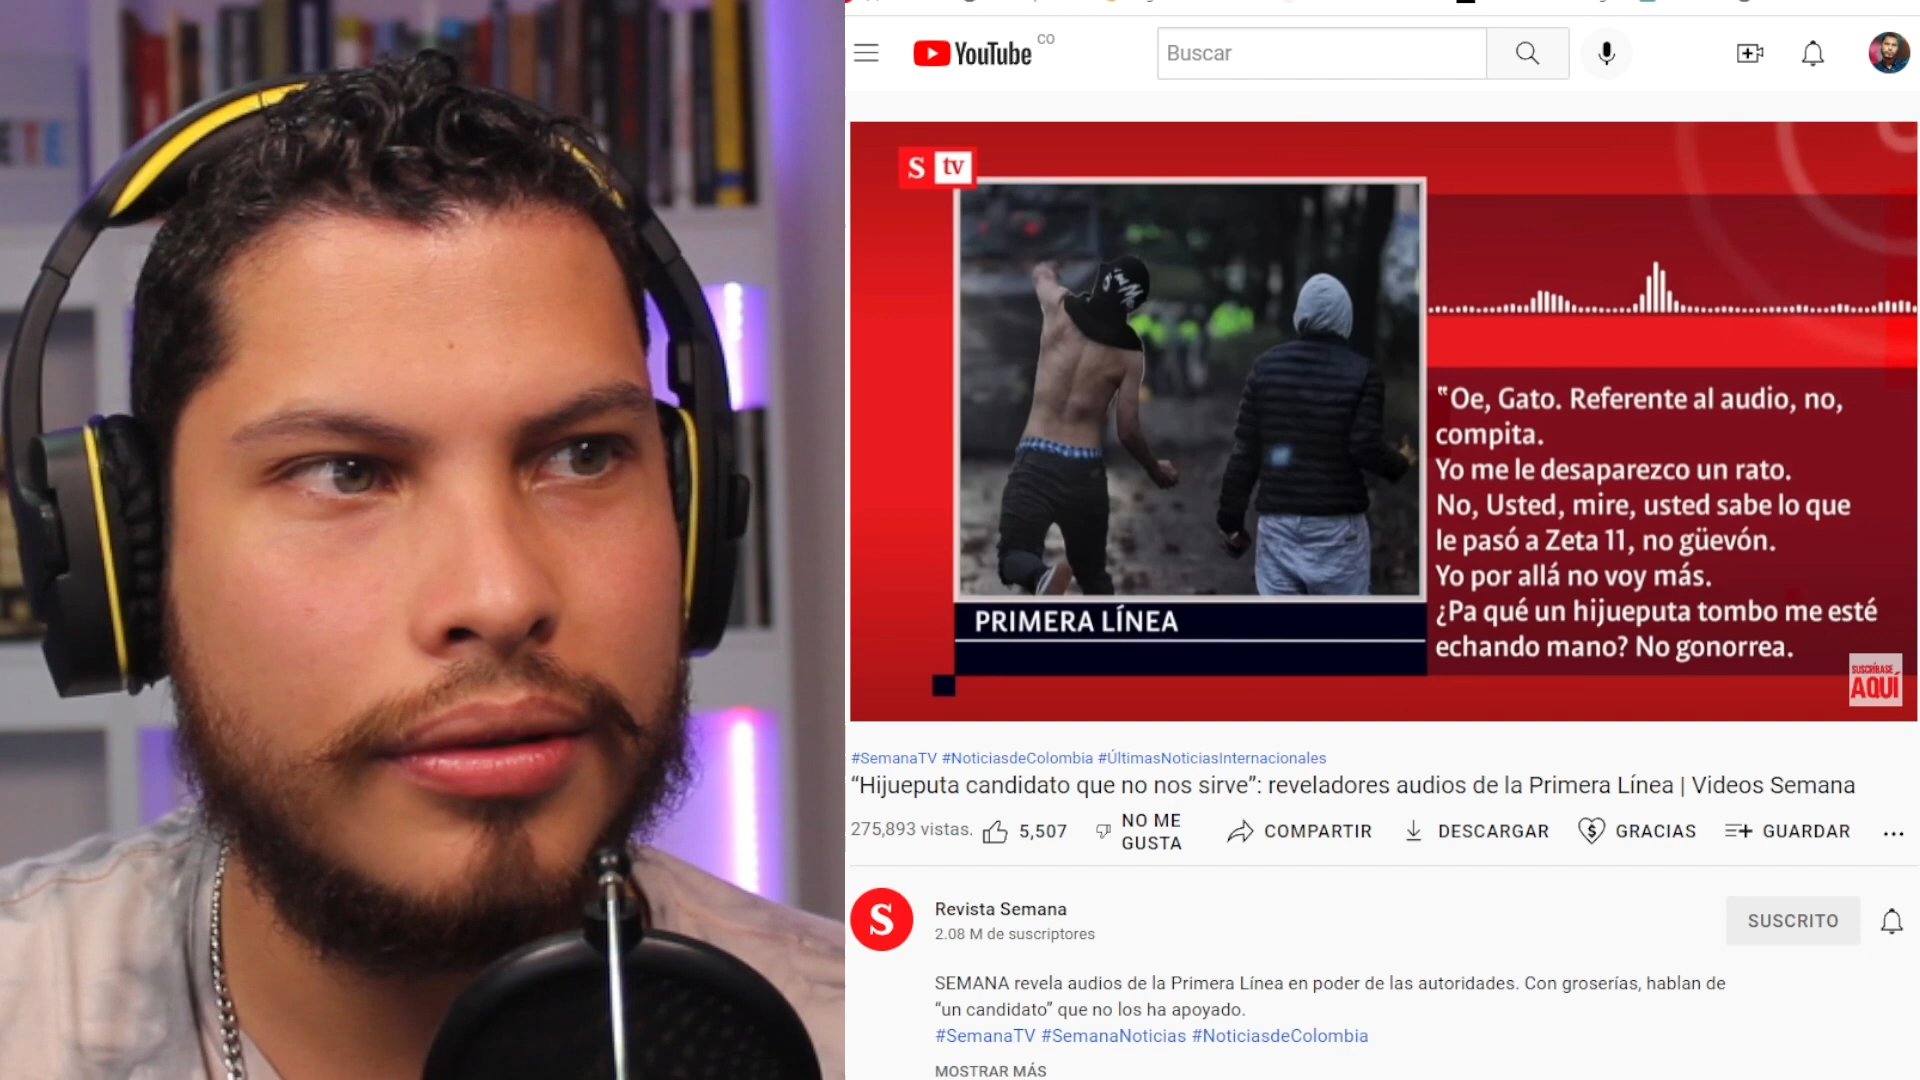 YouTube CO
Buscar
S tv
"Oe, Gato. Referente al audio, no,
compita.
Yo me le desaparezco un rato.
No, Usted, mire, usted sabe lo que
le pasó a Zeta 11, no güevón.
Yo por allá no voy más.
¿Pa qué un hijueputa tombo me esté
echando mano? No gonorrea.
PRIMERA LÍNEA
SUSCRÍBASE
AQUÍ
#SemanaTV #NoticiasdeColombia #ÚltimasNoticiasInternacionales
“Hijueputa candidato que no nos sirve”: reveladores audios de la Primera Línea | Videos Semana
275,893 vistas.
5,507
NO ME
GUSTA
COMPARTIR
DESCARGAR
GRACIAS
GUARDAR
S
Revista Semana
2.08 M de suscriptores
SUSCRITO
SEMANA revela audios de la Primera Línea en poder de las autoridades. Con groserías, hablan de
“un candidato” que no los ha apoyado.
#SemanaTV #SemanaNoticias #NoticiasdeColombia
MOSTRAR MÁS